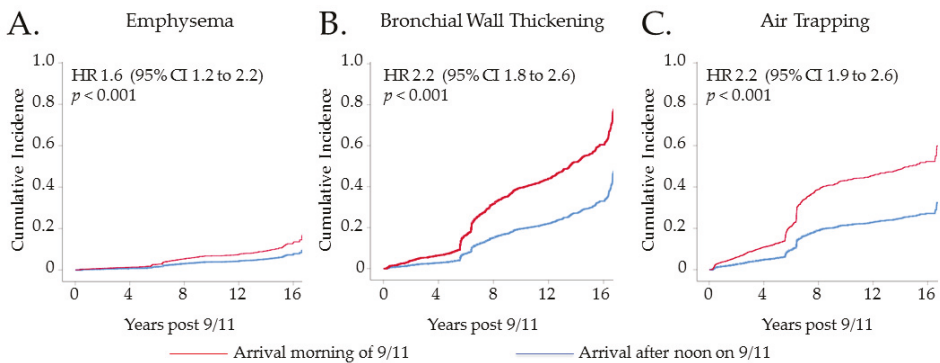 A. Emphysema
HR 1.6 (95% CI 1.2 to 2.2)
p < 0.001
Cumulative Incidence
1.0
0.8
0.6
0.4
0.2
0
0 4 8 12 16
Years post 9/11
B. Bronchial Wall Thickening
HR 2.2 (95% CI 1.8 to 2.6)
p < 0.001
Cumulative Incidence
1.0
0.8
0.6
0.4
0.2
0
0 4 8 12 16
Years post 9/11
C. Air Trapping
HR 2.2 (95% CI 1.9 to 2.6)
p < 0.001
Cumulative Incidence
1.0
0.8
0.6
0.4
0.2
0
0 4 8 12 16
Years post 9/11
Arrival morning of 9/11
Arrival after noon on 9/11